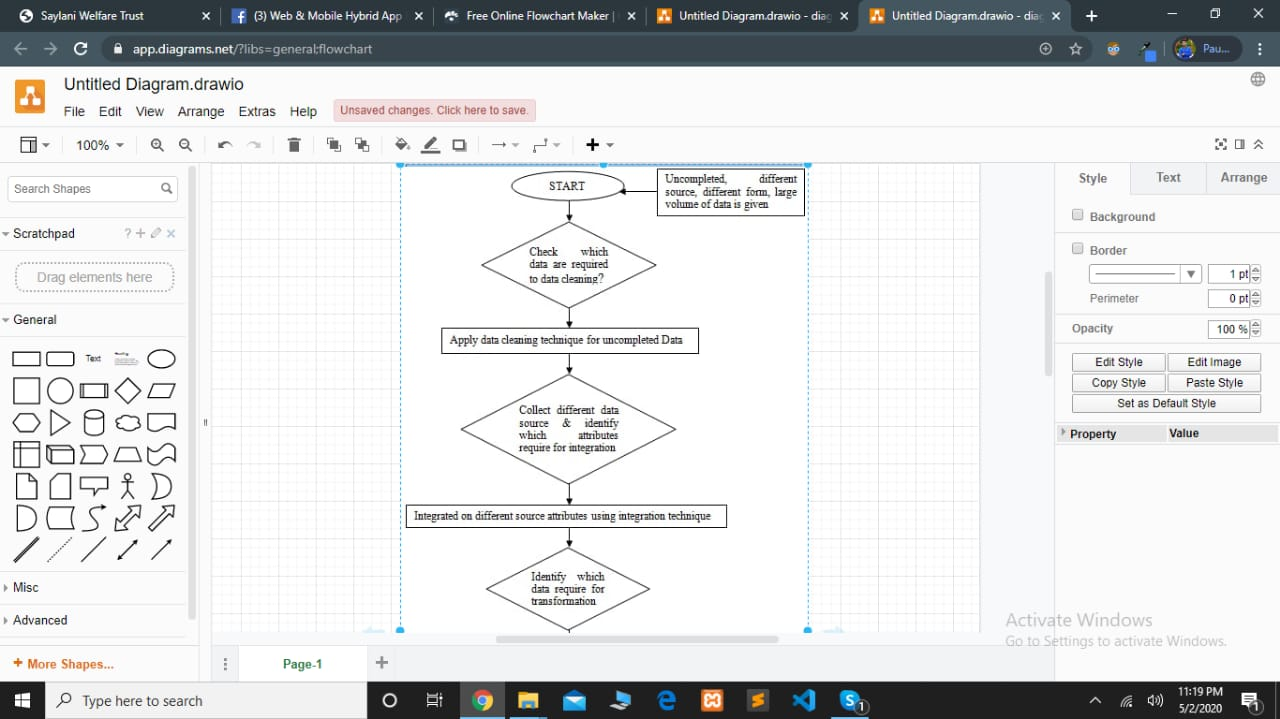 Saylani Welfare Trust
(3) Web & Mobile Hybrid App
Free Online Flowchart Maker |
Untitled Diagram.drawio - diag
Untitled Diagram.drawio - diag
app.diagrams.net/?libs=general;flowchart
Pau...
Untitled Diagram.drawio
File Edit View Arrange Extras Help
Unsaved changes. Click here to save.
100%
Search Shapes
Scratchpad
?
Drag elements here
General
Text
Misc
Advanced
+ More Shapes...
START
Uncompleted, different
source, different form, large
volume of data is given
Check which
data are required
to data cleaning?
Apply data cleaning technique for uncompleted Data
Collect different data
source & identify
which attributes
require for integration
Integrated on different source attributes using integration technique
Identify which
data require for
transformation
Page-1
Style Text Arrange
Background
Border
1 pt
Perimeter
0 pt
Opacity
100 %
Edit Style Edit Image
Copy Style Paste Style
Set as Default Style
Property Value
Activate Windows
Go to Settings to activate Windows.
Type here to search
1
11:19 PM
5/2/2020
1